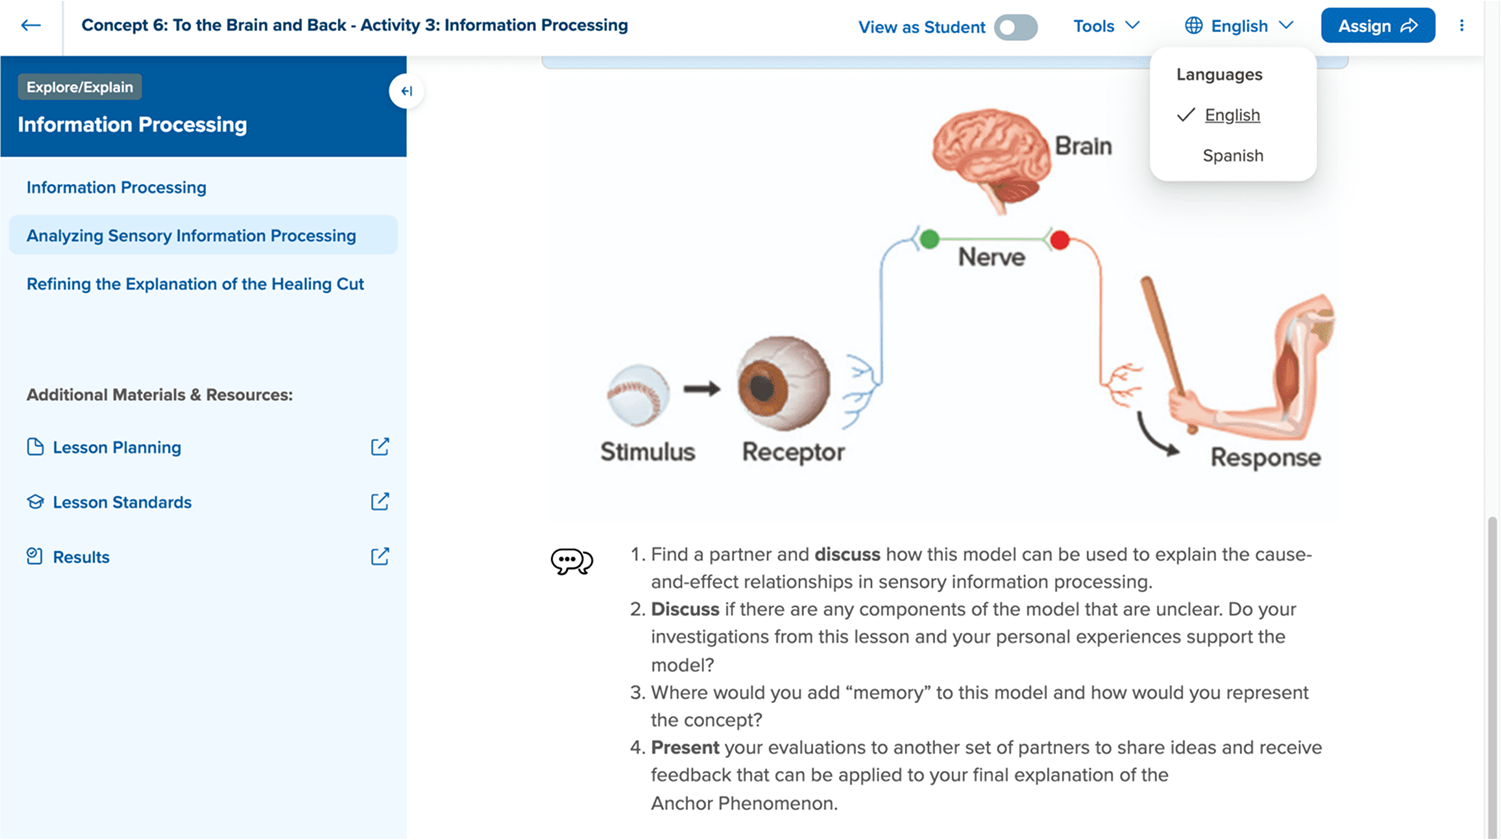 Concept 6: To the Brain and Back - Activity 3: Information Processing
View as Student
Tools
English
Assign
Languages
English
Spanish
Explore/Explain
Information Processing
Information Processing
Analyzing Sensory Information Processing
Refining the Explanation of the Healing Cut
Additional Materials & Resources:
Lesson Planning
Lesson Standards
Results
Brain
Nerve
Stimulus
Receptor
Response
1. Find a partner and discuss how this model can be used to explain the cause-
and-effect relationships in sensory information processing.
2. Discuss if there are any components of the model that are unclear. Do your
investigations from this lesson and your personal experiences support the
model?
3. Where would you add “memory” to this model and how would you represent
the concept?
4. Present your evaluations to another set of partners to share ideas and receive
feedback that can be applied to your final explanation of the
Anchor Phenomenon.